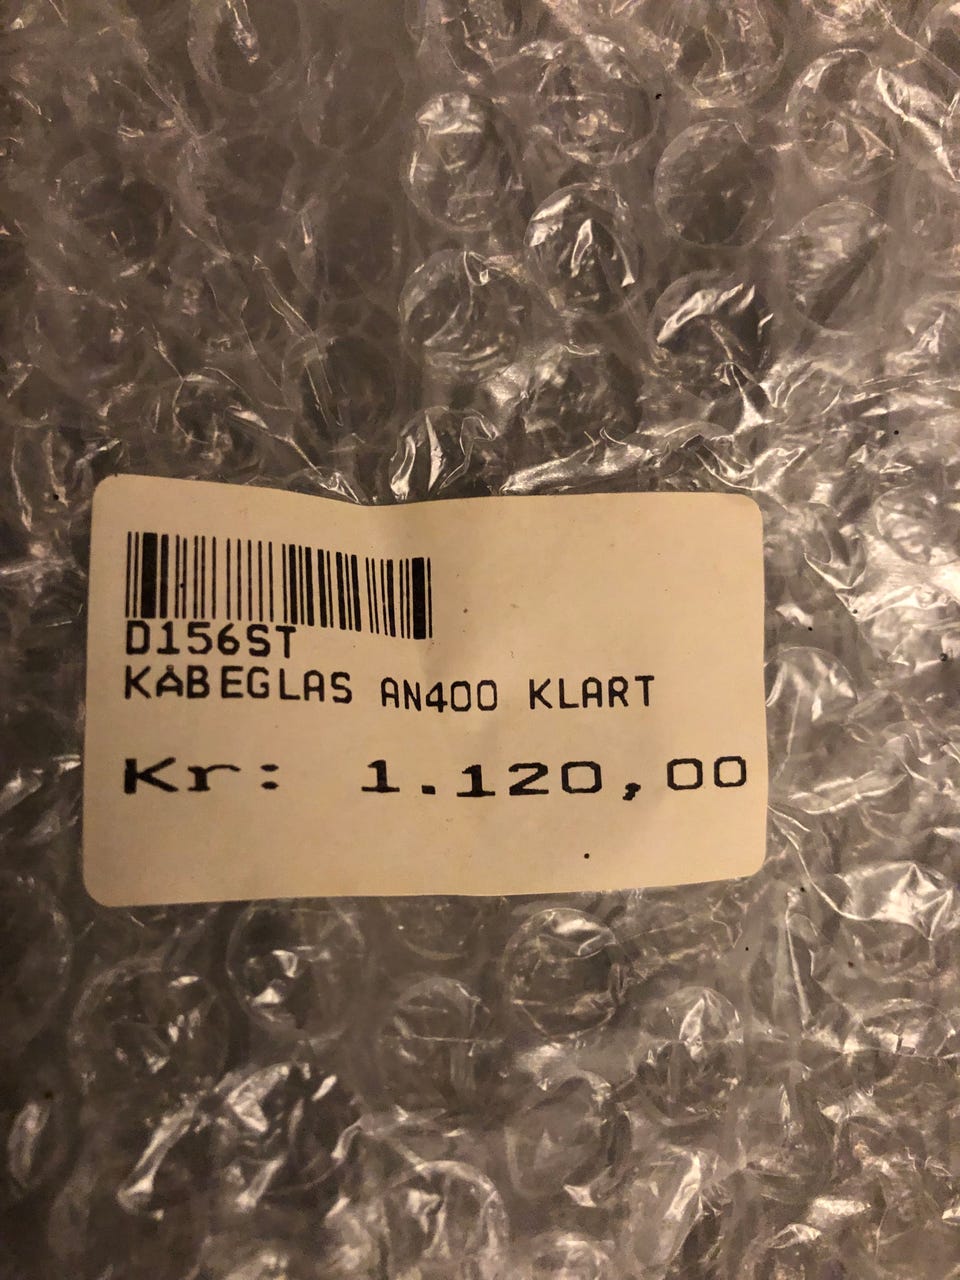 D156ST
KÅBEGLAS AN400 KLART
Kr: 1.120,00